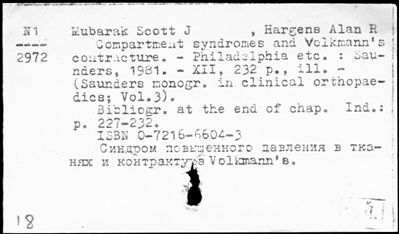 N1 Mubarak Scott J , Hargens Alan R
---- Compartment syndromes and Volkmann's
2972 contracture. - Philadelphia etc. : Sau-
nders, 1981. - XII, 232 p., ill. -
(Saunders monogr. in clinical orthopae-
dics; Vol.3).
Bibliogr. at the end of chap. Ind.:
p. 227-232.
ISBN 0-7216-6604-3
Синдром повышенного давления в тка-
нях и контрактура Volkmann's.
18